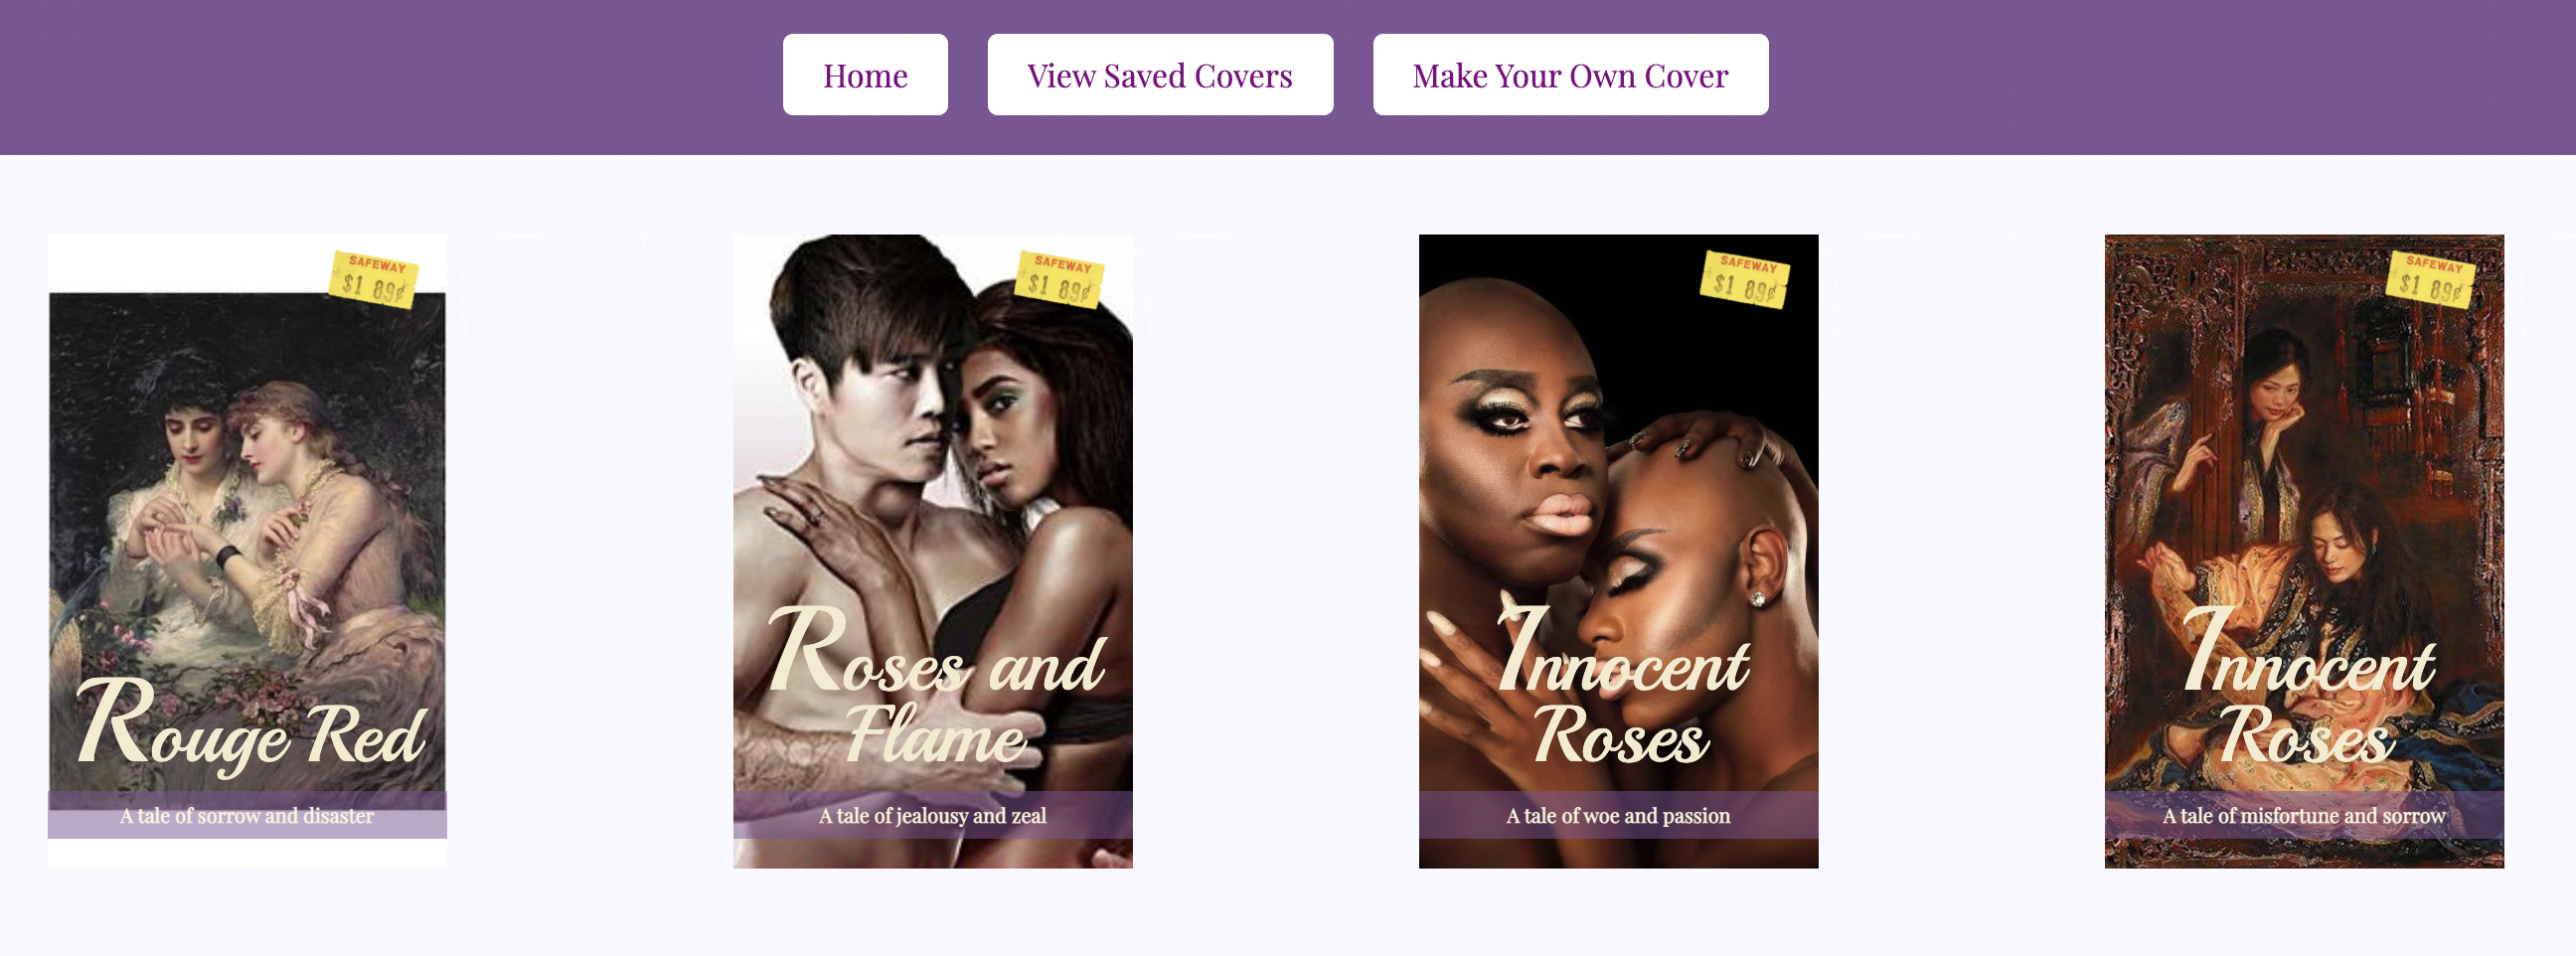 Home
View Saved Covers
Make Your Own Cover
SAFEWAY
$1 89¢
Rouge Red
A tale of sorrow and disaster
SAFEWAY
$1 89¢
Roses and
Flame
A tale of jealousy and zeal
SAFEWAY
$1 89¢
Innocent
Roses
A tale of woe and passion
SAFEWAY
$1 89¢
Innocent
Roses
A tale of misfortune and sorrow